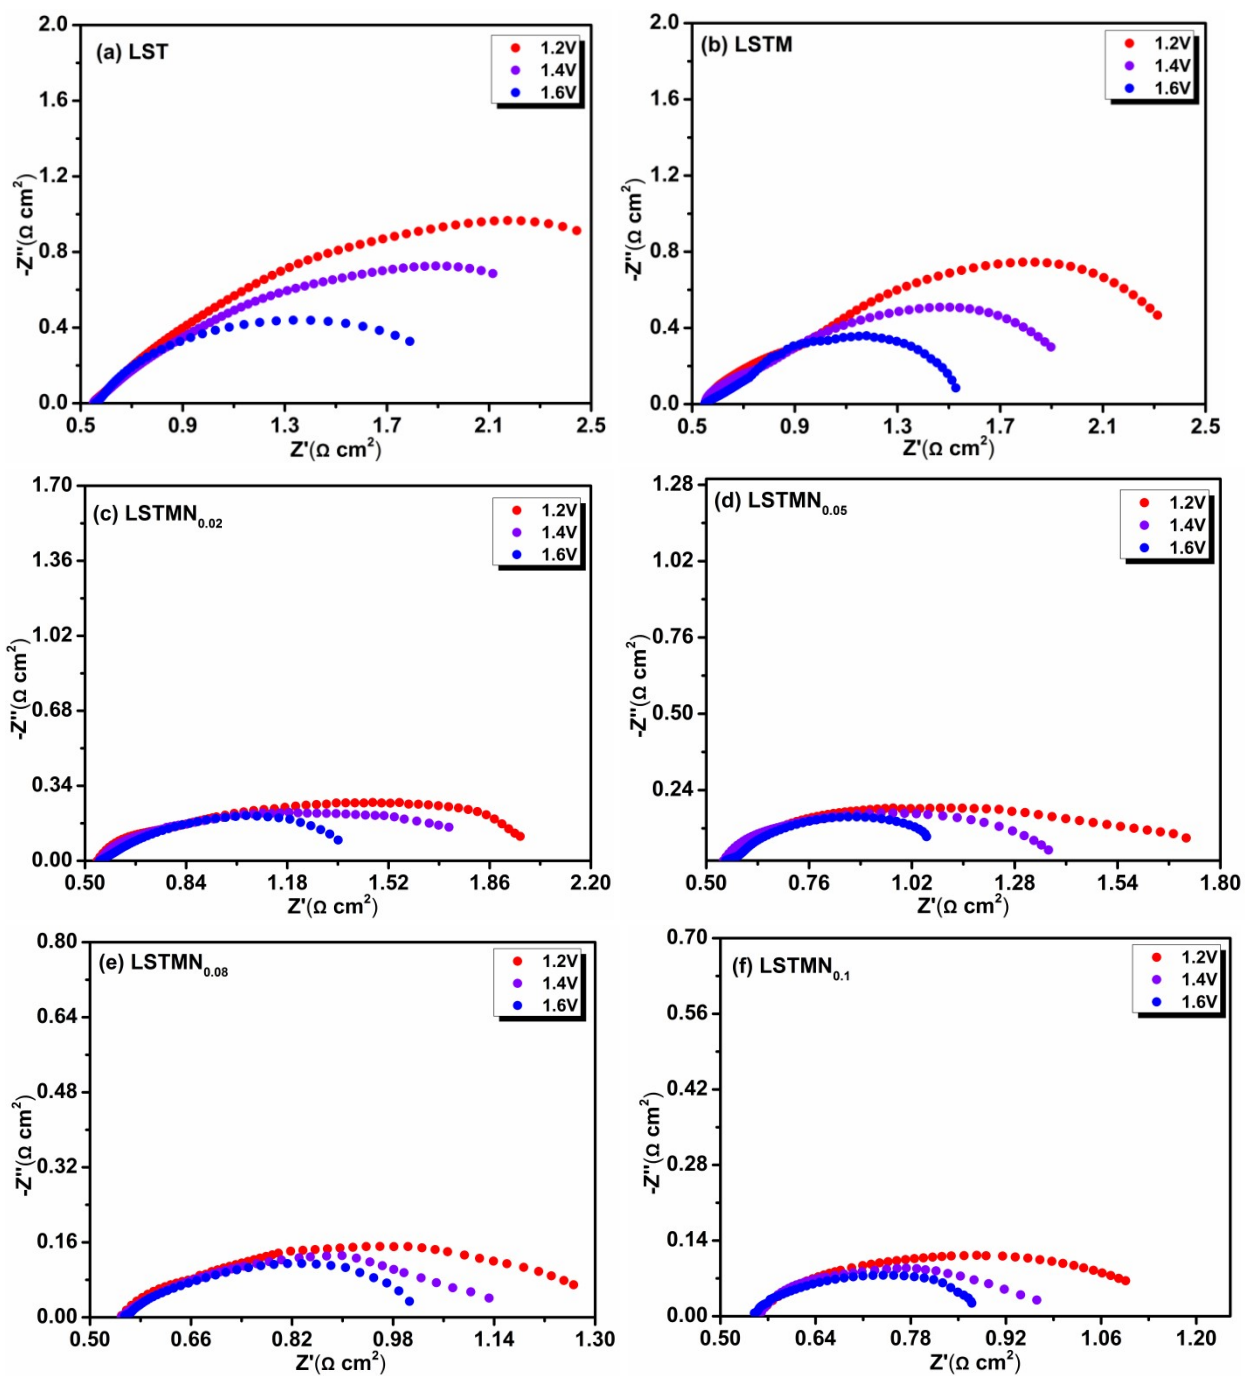 (a) LST
1.2V
1.4V
1.6V
2.0
1.6
1.2
0.8
0.4
0.0
-Z''(Ω cm²)
0.5 0.9 1.3 1.7 2.1 2.5
Z'(Ω cm²)
(b) LSTM
1.2V
1.4V
1.6V
2.0
1.6
1.2
0.8
0.4
0.0
-Z''(Ω cm²)
0.5 0.9 1.3 1.7 2.1 2.5
Z'(Ω cm²)
(c) LSTMN₀.₀₂
1.2V
1.4V
1.6V
1.70
1.36
1.02
0.68
0.34
0.00
-Z''(Ω cm²)
0.50 0.84 1.18 1.52 1.86 2.20
Z'(Ω cm²)
(d) LSTMN₀.₀₅
1.2V
1.4V
1.6V
1.28
1.02
0.76
0.50
0.24
-Z''(Ω cm²)
0.50 0.76 1.02 1.28 1.54 1.80
Z'(Ω cm²)
(e) LSTMN₀.₀₈
1.2V
1.4V
1.6V
0.80
0.64
0.48
0.32
0.16
0.00
-Z''(Ω cm²)
0.50 0.66 0.82 0.98 1.14 1.30
Z'(Ω cm²)
(f) LSTMN₀.₁
1.2V
1.4V
1.6V
0.70
0.56
0.42
0.28
0.14
0.00
-Z''(Ω cm²)
0.50 0.64 0.78 0.92 1.06 1.20
Z'(Ω cm²)